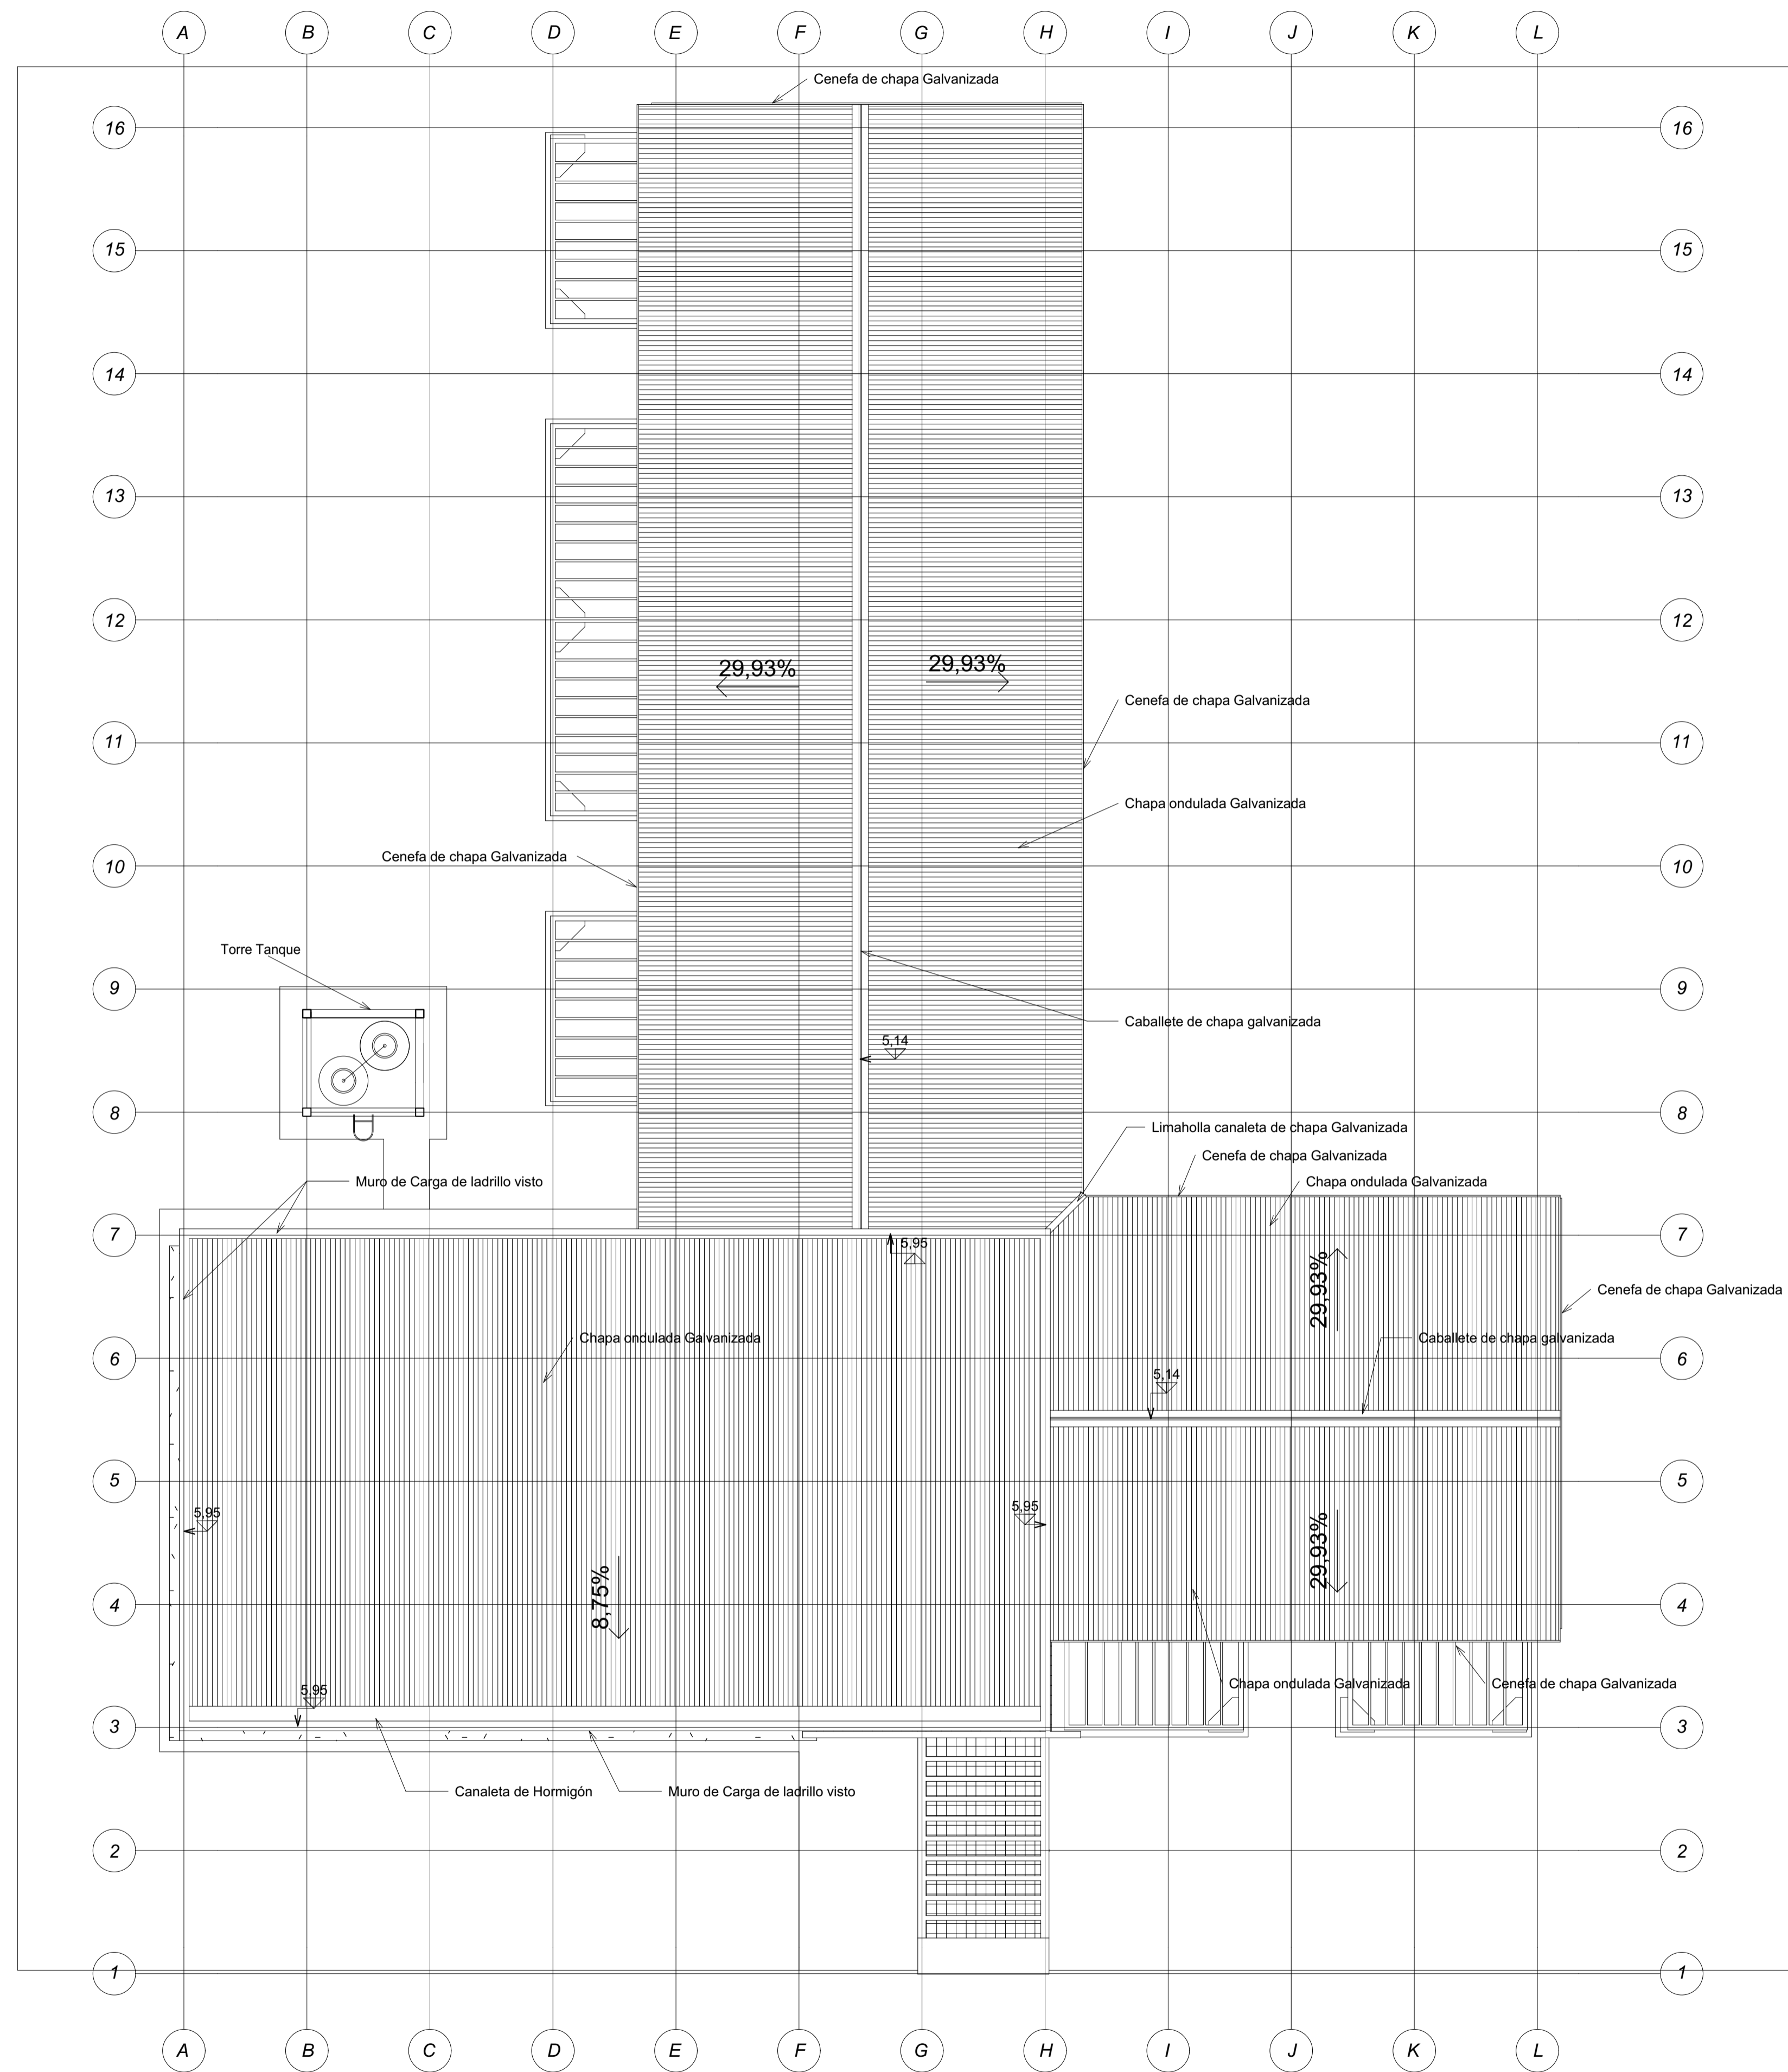 A B C D E F G H I J K L
Cenefa de chapa Galvanizada
16 16
15 15
14 14
13 13
12 12
29,93% 29,93%
Cenefa de chapa Galvanizada
11 11
Chapa ondulada Galvanizada
Cenefa de chapa Galvanizada
10 10
Torre Tanque
9 9
Caballete de chapa galvanizada
5,14
8 8
Limaholla canaleta de chapa Galvanizada
Cenefa de chapa Galvanizada
Muro de Carga de ladrillo visto
Chapa ondulada Galvanizada
7 7
5,95
29,93%
Cenefa de chapa Galvanizada
Chapa ondulada Galvanizada
Caballete de chapa galvanizada
6 6
5,14
5 5
5,95
5,95
29,93%
8,75%
4 4
Chapa ondulada Galvanizada
Cenefa de chapa Galvanizada
5,95
3 3
Canaleta de Hormigón
Muro de Carga de ladrillo visto
2 2
1 1
A B C D E F G H I J K L